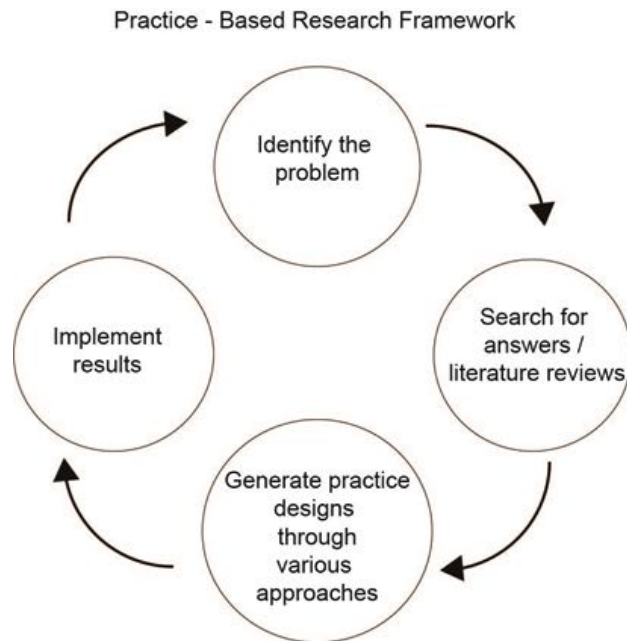 Practice - Based Research Framework
Identify the
problem
Search for
answers /
literature reviews
Generate practice
designs
through
various
approaches
Implement
results